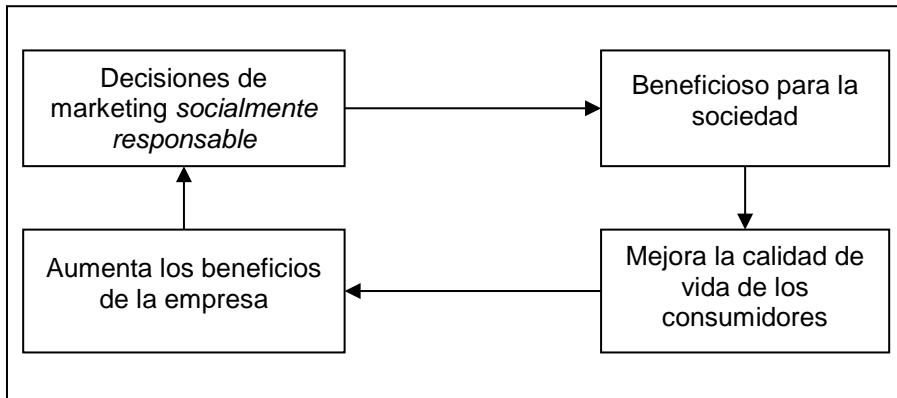 Decisiones de
marketing socialmente
responsable
Beneficioso para la
sociedad
Aumenta los beneficios
de la empresa
Mejora la calidad de
vida de los
consumidores